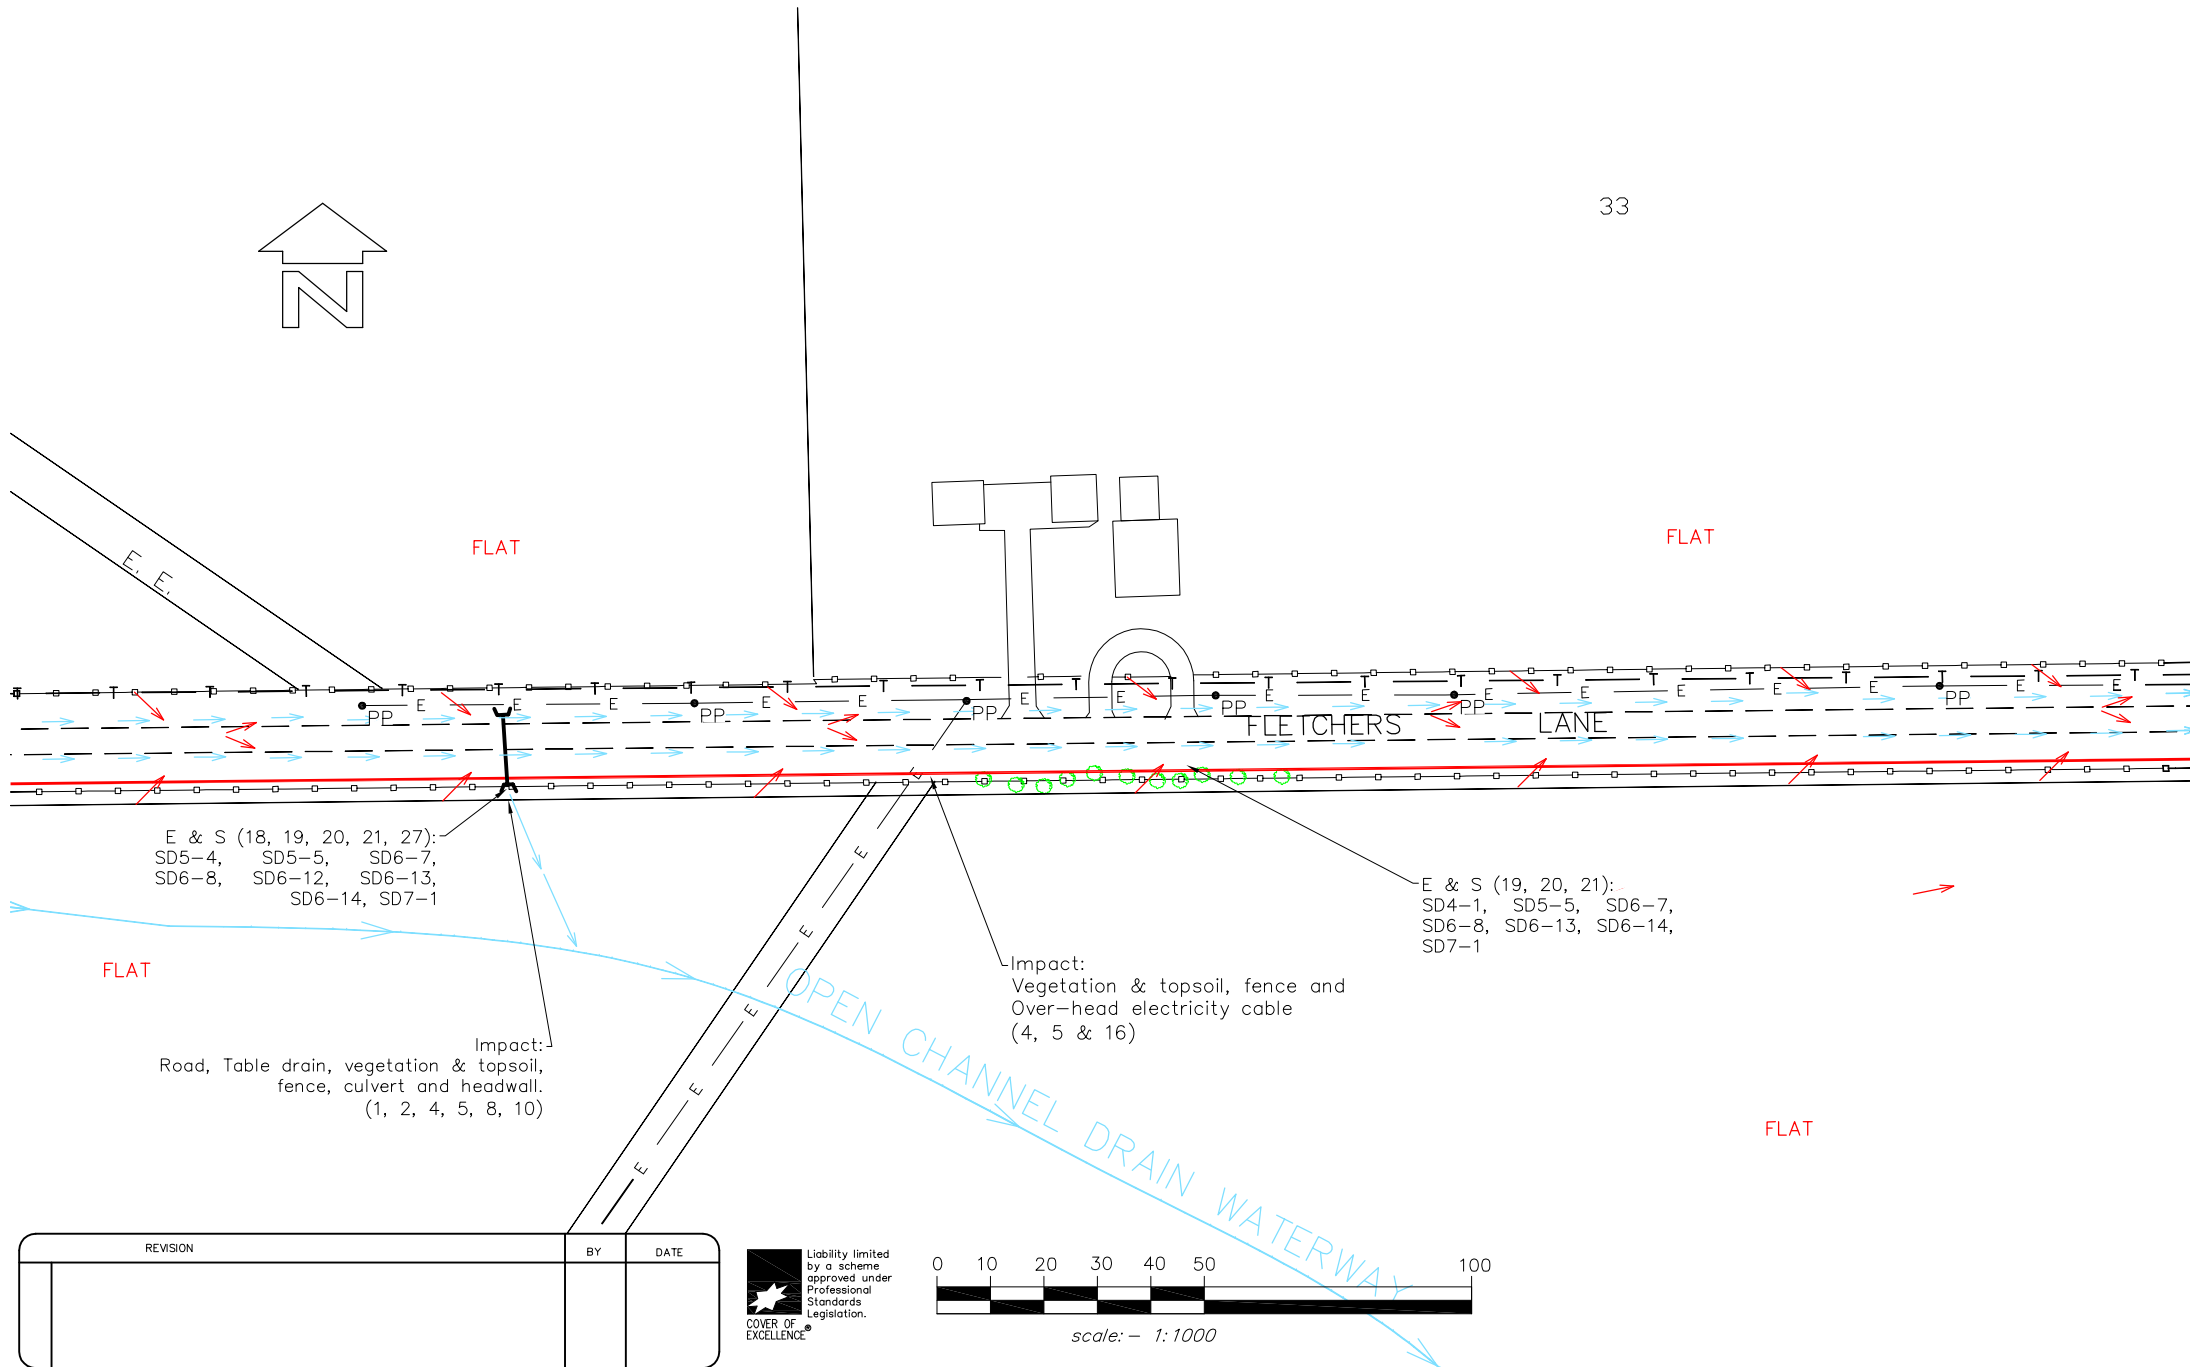 33
N
FLAT
FLAT
E. E.
T T T T T T T T T T T T T T T T T T T T T T T
E E E E E E E E E E E E E
PP PP PP PP PP PP
FLETCHERS LANE
E & S (18, 19, 20, 21, 27):
SD5-4, SD5-5, SD6-7,
SD6-8, SD6-12, SD6-13,
SD6-14, SD7-1
E & S (19, 20, 21):
SD4-1, SD5-5, SD6-7,
SD6-8, SD6-13, SD6-14,
SD7-1
E
E
E
E
E
E
FLAT
Impact:
Vegetation & topsoil, fence and
Over-head electricity cable
(4, 5 & 16)
OPEN CHANNEL DRAIN WATERWAY
Impact:
Road, Table drain, vegetation & topsoil,
fence, culvert and headwall.
(1, 2, 4, 5, 8, 10)
FLAT
REVISION BY DATE
Liability limited
by a scheme
approved under
Professional
Standards
Legislation.
COVER OF
EXCELLENCE®
0 10 20 30 40 50 100
scale:- 1:1000